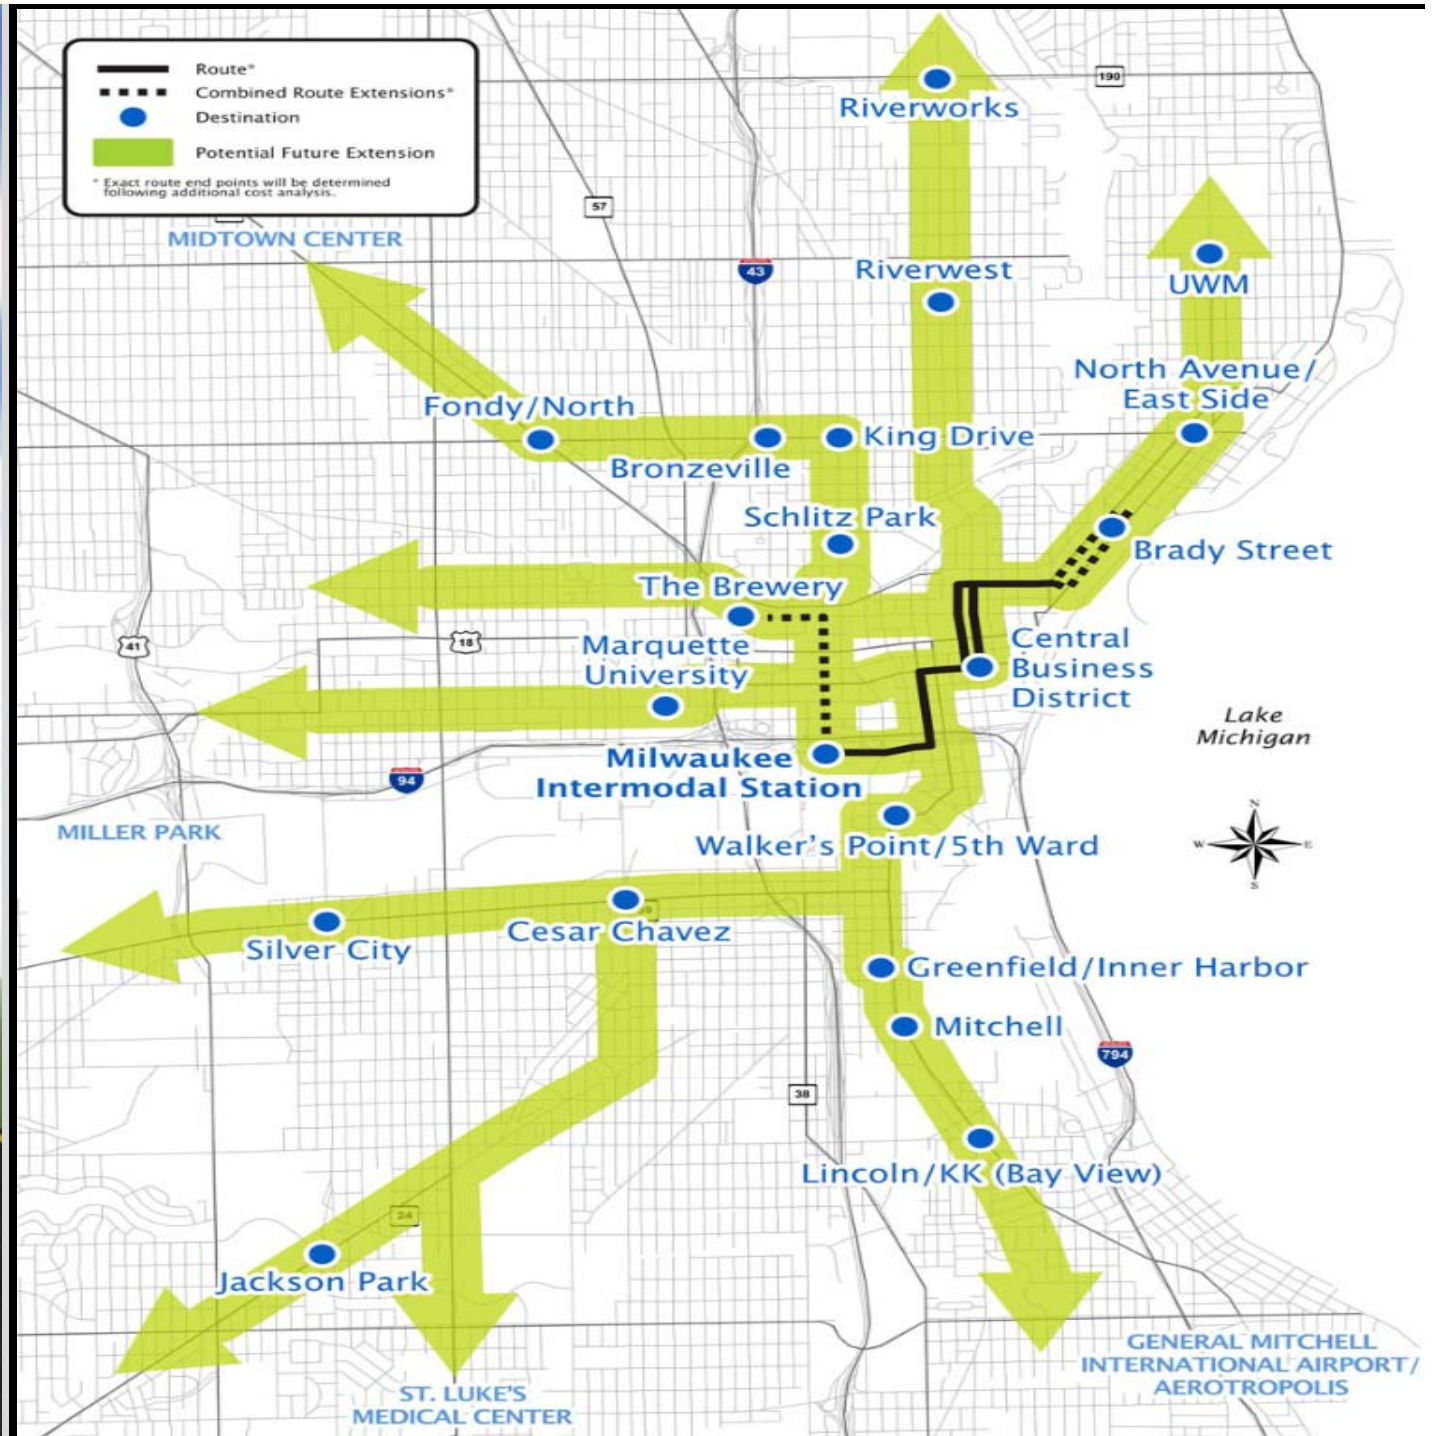 Route*
Combined Route Extensions*
Destination
Potential Future Extension
* Exact route end points will be determined
following additional cost analysis.
190
Riverworks
57
MIDTOWN CENTER
43
Riverwest
UWM
North Avenue/
East Side
Fondy/North
King Drive
Bronzeville
Schlitz Park
Brady Street
The Brewery
41
18
Marquette
University
Central
Business
District
Lake
Michigan
Milwaukee
Intermodal Station
94
N
W
E
S
MILLER PARK
Walker's Point/5th Ward
Cesar Chavez
Silver City
Greenfield/Inner Harbor
Mitchell
794
38
Lincoln/KK (Bay View)
24
Jackson Park
GENERAL MITCHELL
INTERNATIONAL AIRPORT/
AEROTROPOLIS
ST. LUKE'S
MEDICAL CENTER